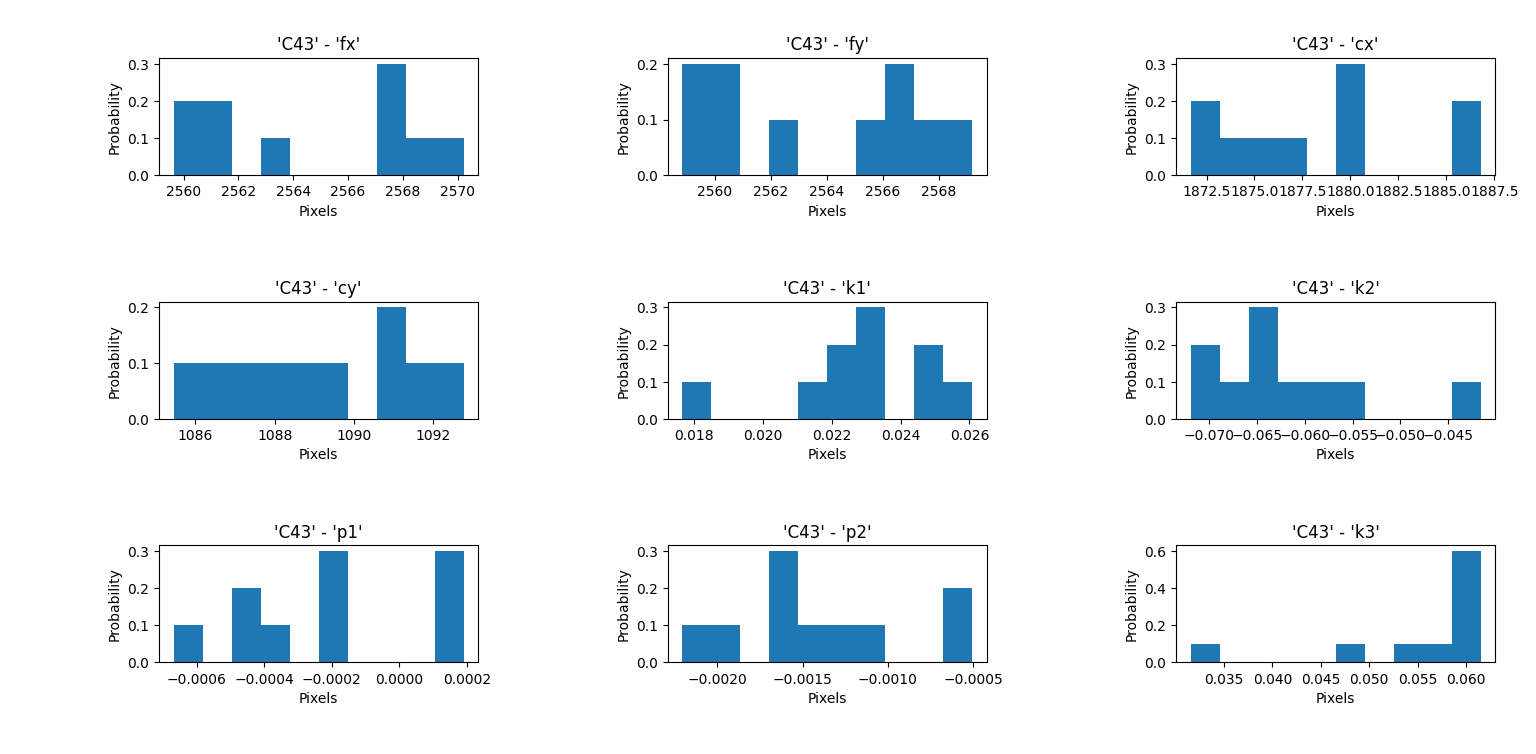 'C43' - 'fx'
'C43' - 'fy'
'C43' - 'cx'
Probability
0.3
0.2
0.1
0.0
2560 2562 2564 2566 2568 2570
Pixels
Probability
0.2
0.1
0.0
2560 2562 2564 2566 2568
Pixels
Probability
0.3
0.2
0.1
0.0
1872.5 1875.0 1877.5 1880.0 1882.5 1885.0 1887.5
Pixels
'C43' - 'cy'
'C43' - 'k1'
'C43' - 'k2'
Probability
0.2
0.1
0.0
1086 1088 1090 1092
Pixels
Probability
0.3
0.2
0.1
0.0
0.018 0.020 0.022 0.024 0.026
Pixels
Probability
0.3
0.2
0.1
0.0
−0.070 −0.065 −0.060 −0.055 −0.050 −0.045
Pixels
'C43' - 'p1'
'C43' - 'p2'
'C43' - 'k3'
Probability
0.3
0.2
0.1
0.0
−0.0006 −0.0004 −0.0002 0.0000 0.0002
Pixels
Probability
0.3
0.2
0.1
0.0
−0.0020 −0.0015 −0.0010 −0.0005
Pixels
Probability
0.6
0.4
0.2
0.0
0.035 0.040 0.045 0.050 0.055 0.060
Pixels